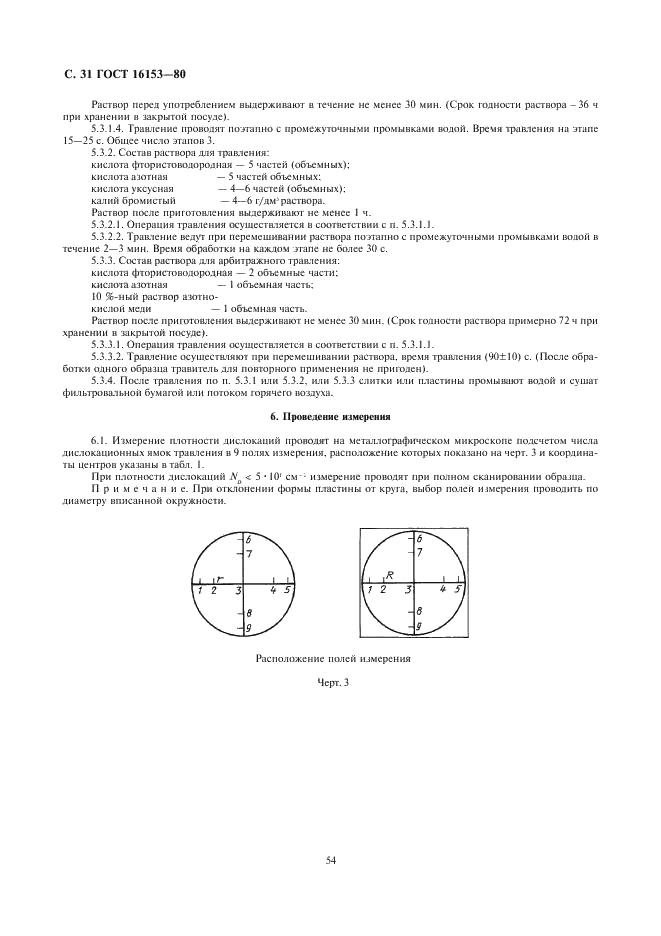 С. 31 ГОСТ 16153—80
Раствор перед употреблением выдерживают в течение не менее 30 мин. (Срок годности раствора – 36 ч
при хранении в закрытой посуде).
5.3.1.4. Травление проводят поэтапно с промежуточными промывками водой. Время травления на этапе
15—25 с. Общее число этапов 3.
5.3.2. Состав раствора для травления:
кислота фтористоводородная — 5 частей (объемных);
кислота азотная — 5 частей объемных;
кислота уксусная — 4—6 частей (объемных);
калий бромистый — 4—6 г/дм³ раствора.
Раствор после приготовления выдерживают не менее 1 ч.
5.3.2.1. Операция травления осуществляется в соответствии с п. 5.3.1.1.
5.3.2.2. Травление ведут при перемешивании раствора поэтапно с промежуточными промывками водой в
течение 2—3 мин. Время обработки на каждом этапе не более 30 с.
5.3.3. Состав раствора для арбитражного травления:
кислота фтористоводородная — 2 объемные части;
кислота азотная — 1 объемная часть;
10 %-ный раствор азотно-
кислой меди — 1 объемная часть.
Раствор после приготовления выдерживают не менее 30 мин. (Срок годности раствора примерно 72 ч при
хранении в закрытой посуде).
5.3.3.1. Операция травления осуществляется в соответствии с п. 5.3.1.1.
5.3.3.2. Травление осуществляют при перемешивании раствора, время травления (90±10) с. (После обра-
ботки одного образца травитель для повторного применения не пригоден).
5.3.4. После травления по п. 5.3.1 или 5.3.2, или 5.3.3 слитки или пластины промывают водой и сушат
фильтровальной бумагой или потоком горячего воздуха.
6. Проведение измерения
6.1. Измерение плотности дислокаций проводят на металлографическом микроскопе подсчетом числа
дислокационных ямок травления в 9 полях измерения, расположение которых показано на черт. 3 и координа-
ты центров указаны в табл. 1.
При плотности дислокаций N < 5 · см⁻² измерение проводят при полном сканировании образца.
Примечание. При отклонении формы пластины от круга, выбор полей измерения проводить по
диаметру вписанной окружности.
6 6
7 7
r R
1 2 3 4 5 1 2 3 4 5
8 8
9 9
Расположение полей измерения
Черт. 3
54